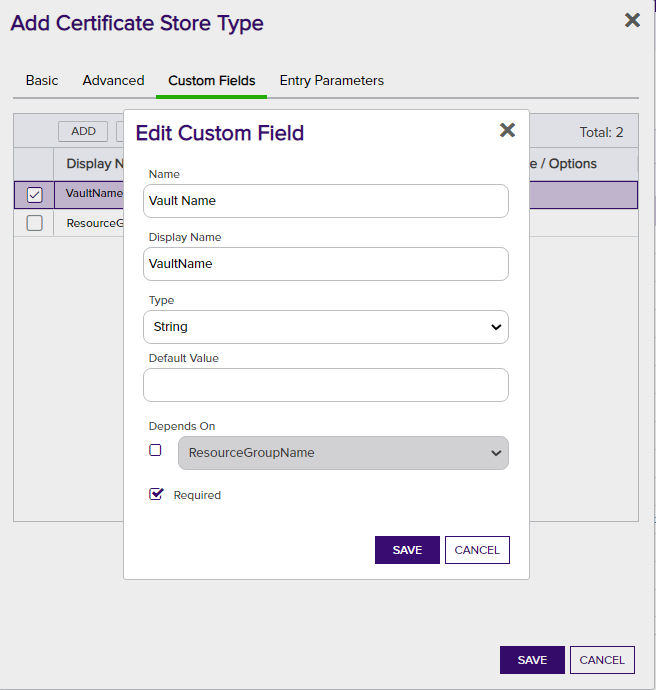 Add Certificate Store Type
Basic Advanced Custom Fields Entry Parameters
ADD Total: 2
Display N e / Options
VaultName
ResourceG
Edit Custom Field
Name
Vault Name
Display Name
VaultName
Type
String
Default Value
Depends On
ResourceGroupName
Required
SAVE CANCEL
SAVE CANCEL